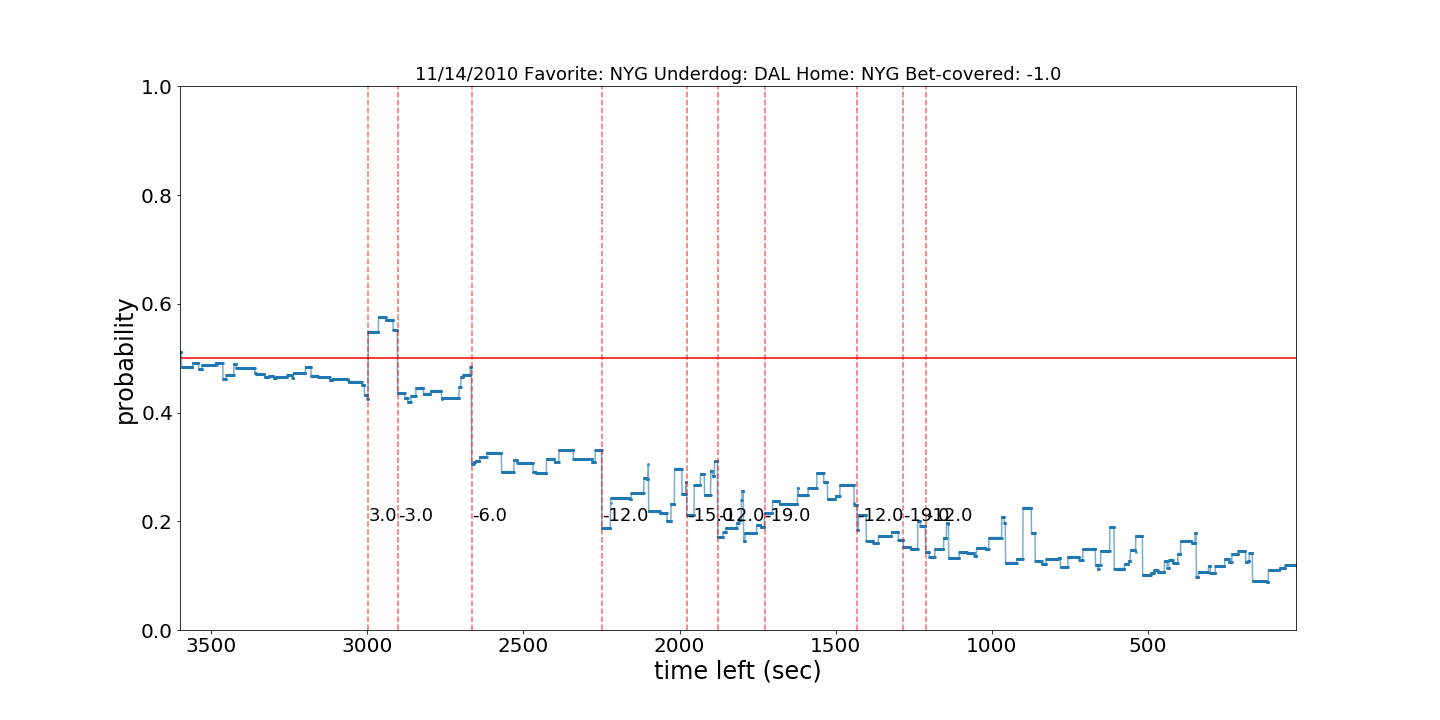 11/14/2010 Favorite: NYG Underdog: DAL Home: NYG Bet-covered: -1.0
1.0
0.8
0.6
0.4
0.2
0.0
probability
3.0 -3.0 -6.0 -12.0 -15.0 -12.0 -19.0 -12.0 -19.0 -12.0
3500 3000 2500 2000 1500 1000 500
time left (sec)